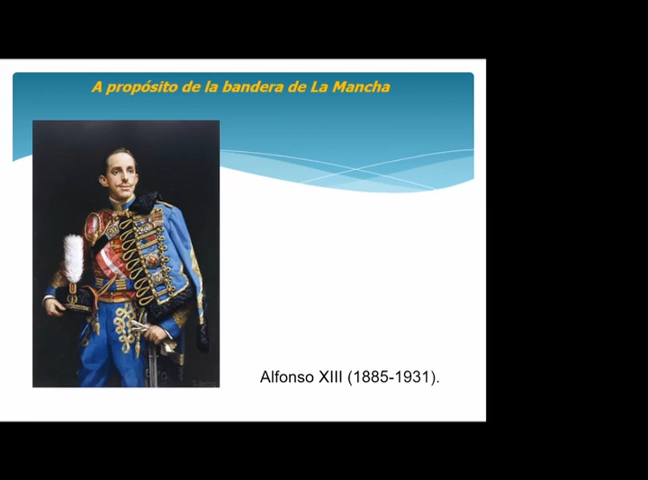 A propósito de la bandera de La Mancha
Alfonso XIII (1885-1931).